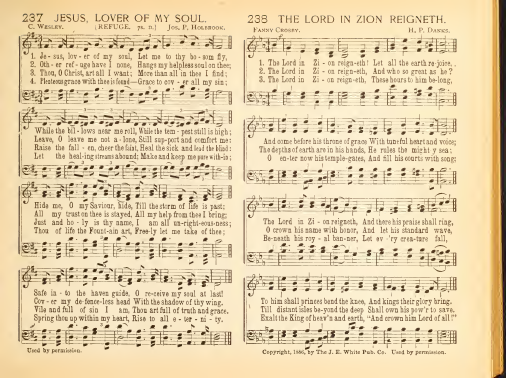 237 JESUS, LOVER OF MY SOUL.
C. WESLEY. (REFUGE. 7s. D.) JOS. P. HOLBROOK.
1. Je - sus, lov - er of my soul, Let me to thy bo - som fly,
2. Oth - er ref - uge have I none, Hangs my helpless soul on thee;
3. Thou, O Christ, art all I want; More than all in thee I find;
4. Plenteous grace with thee is found—Grace to cov - er all my sin;
While the bil - lows near me roll, While the tem - pest still is high;
Leave, O leave me not a - lone, Still sup-port and comfort me:
Raise the fall - en, cheer the faint, Heal the sick and lead the blind:
Let the heal-ing streams abound; Make and keep me pure with-in;
Hide me, O my Saviour, hide, Till the storm of life is past;
All my trust on thee is stayed, All my help from thee I bring;
Just and ho - ly is thy name, I am all un-right-eous-ness;
Thou of life the Fount-ain art, Free-ly let me take of thee;
Safe in - to the haven guide, O re-ceive my soul at last!
Cov - er my de-fence-less head With the shadow of thy wing.
Vile and full of sin I am, Thou art full of truth and grace.
Spring thou up within my heart, Rise to all e - ter - ni - ty.
Used by permission.
238 THE LORD IN ZION REIGNETH.
FANNY CROSBY. H. P. DANKS.
1. The Lord in Zi - on reign-eth! Let all the earth re-joice,
2. The Lord in Zi - on reign-eth, And who so great as he?
3. The Lord in Zi - on reign-eth, These hours to him be-long,
And come before his throne of grace With tuneful heart and voice;
The depths of earth are in his hands, He rules the might y sea;
O en-ter now his temple-gates, And fill his courts with song;
The Lord in Zi - on reigneth, And there his praise shall ring,
O crown his name with honor, And let his standard wave,
Be-neath his roy - al ban-ner, Let ev - 'ry crea-ture fall,
To him shall princes bend the knee, And kings their glory bring.
Till distant isles be-yond the deep Shall own his pow'r to save.
Exalt the King of heav'n and earth, "And crown him Lord of all!"
Copyright, 1886, by The J. E. White Pub. Co. Used by permission.